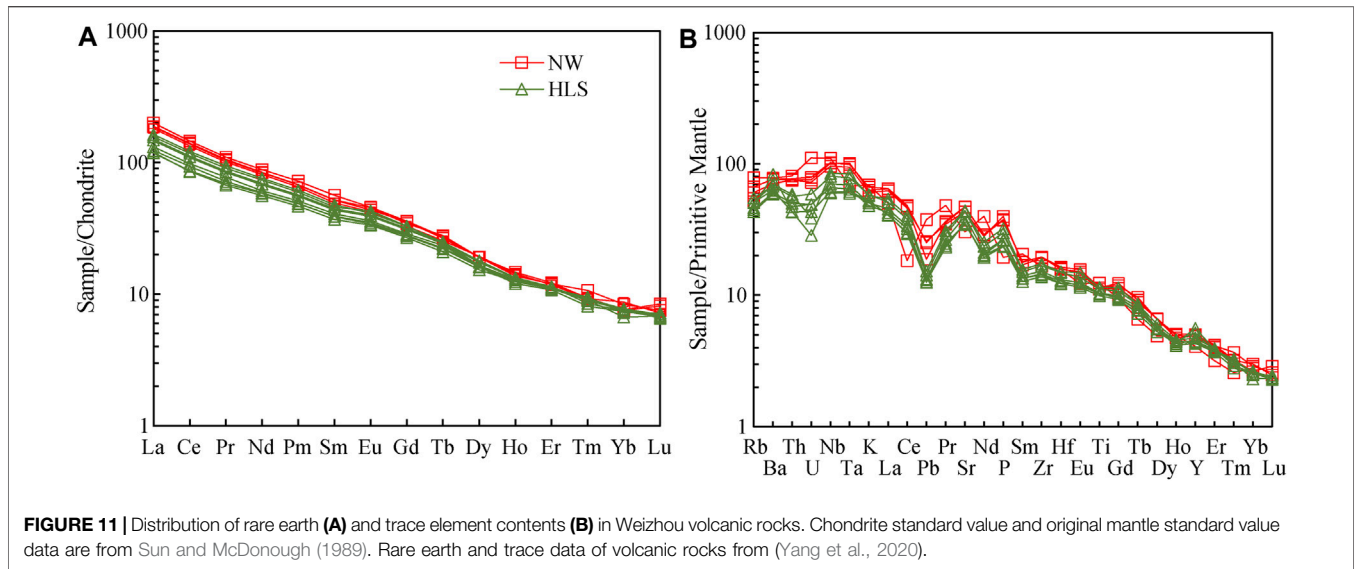 A
B
1000
100
10
1
Sample/Chondrite
NW
HLS
La Ce Pr Nd Pm Sm Eu Gd Tb Dy Ho Er Tm Yb Lu
1000
100
10
1
Sample/Primitive Mantle
Rb Th Nb K Ce Pr Nd Sm Hf Ti Tb Ho Er Yb
Ba U Ta La Pb Sr P Zr Eu Gd Dy Y Tm Lu
FIGURE 11 | Distribution of rare earth (A) and trace element contents (B) in Weizhou volcanic rocks. Chondrite standard value and original mantle standard value
data are from Sun and McDonough (1989). Rare earth and trace data of volcanic rocks from (Yang et al., 2020).